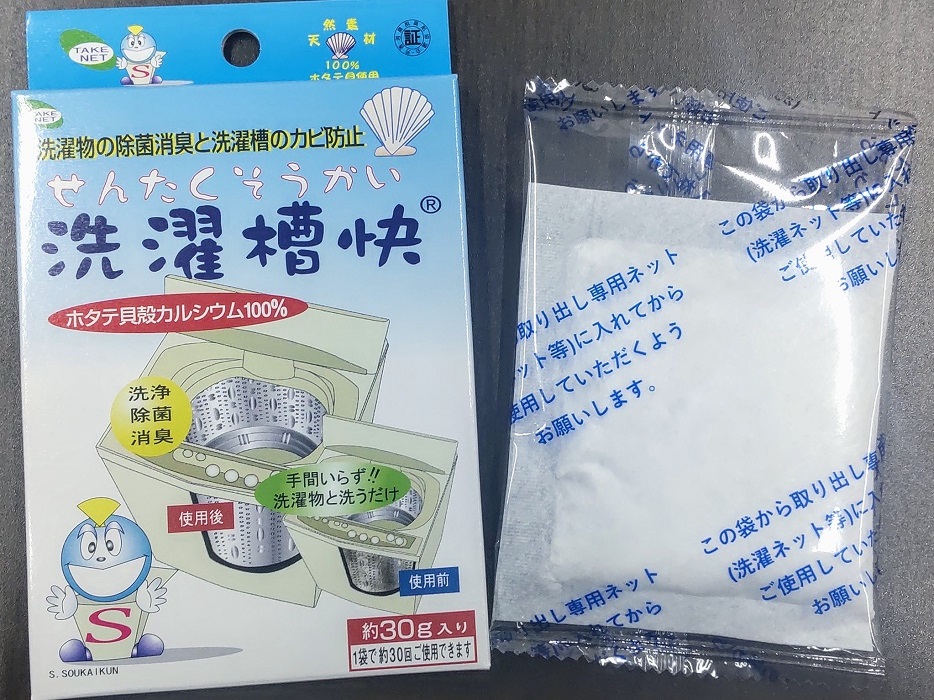 TAKE
NET
S
天然素材
100%
ホタテ貝使用
証
TAKE
NET
洗濯物の除菌消臭と洗濯槽のカビ防止
せんたくそうかい
洗濯槽快®
ホタテ貝殻カルシウム100%
洗浄
除菌
消臭
手間いらず!!
洗濯物と洗うだけ
使用後
使用前
S
S.SOUKAIKUN
約30g入り
1袋で約30回ご使用できます
お願いします
この袋から取り出し専用
(洗濯ネット等)に入れ
ご使用していた
お願いし
取り出し専用ネット
ット等)に入れてから
使用していただくよう
お願いします。
この袋から取り出し専
(洗濯ネット等)に入
ご使用していた
お願いし
出し専用ネット
てから